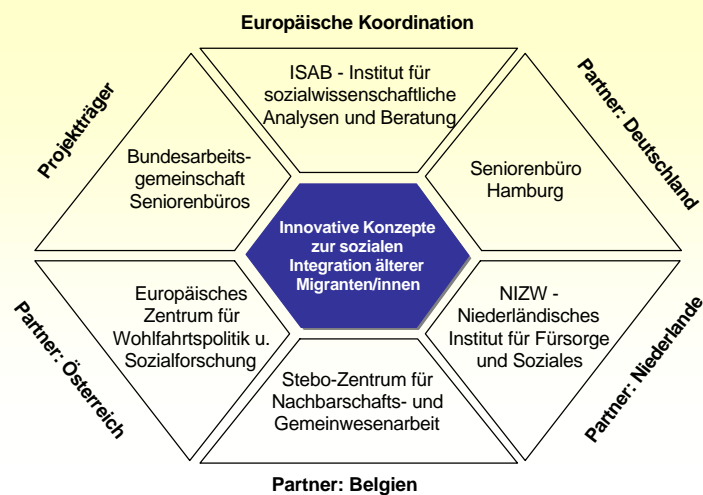 Europäische Koordination
ISAB - Institut für
sozialwissenschaftliche
Analysen und Beratung
Projektträger
Bundesarbeits-
gemeinschaft
Seniorenbüros
Partner: Deutschland
Seniorenbüro
Hamburg
Innovative Konzepte
zur sozialen
Integration älterer
Migranten/innen
Partner: Österreich
Europäisches
Zentrum für
Wohlfahrtspolitik u.
Sozialforschung
NIZW -
Niederländisches
Institut für Fürsorge
und Soziales
Partner: Niederlande
Stebo-Zentrum für
Nachbarschafts- und
Gemeinwesenarbeit
Partner: Belgien